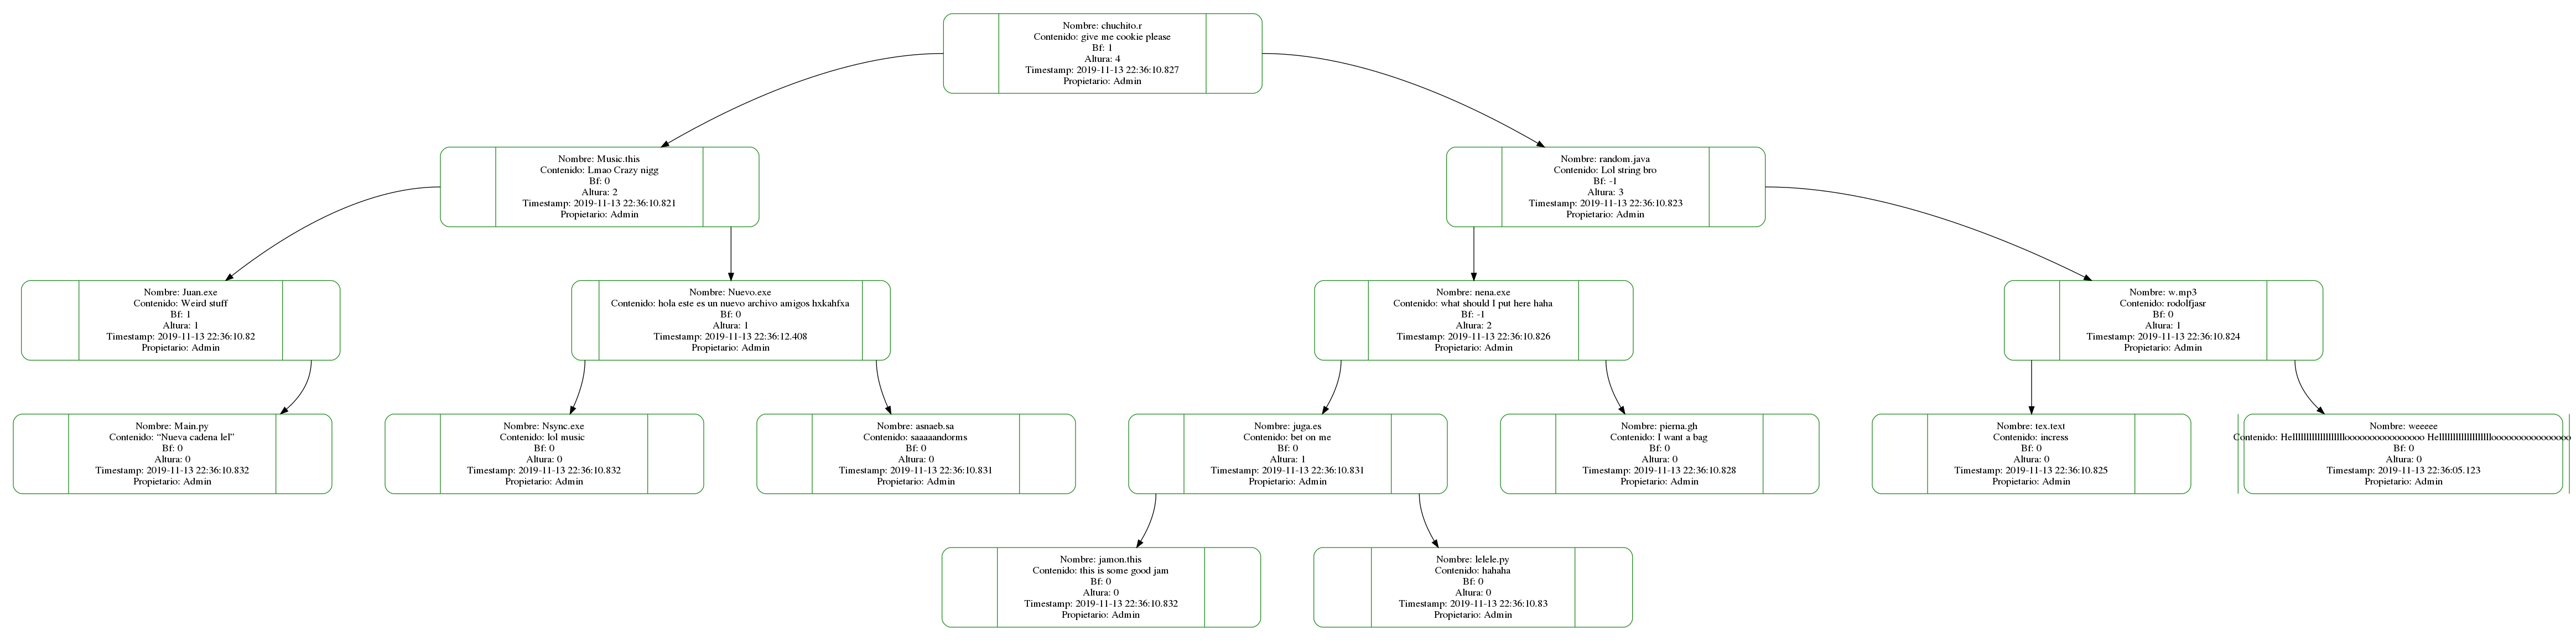 Nombre: chuchito.r
Contenido: give me cookie please
Bf: 1
Altura: 4
Timestamp: 2019-11-13 22:36:10.827
Propietario: Admin
Nombre: Music.this
Contenido: Lmao Crazy nigg
Bf: 0
Altura: 2
Timestamp: 2019-11-13 22:36:10.821
Propietario: Admin
Nombre: random.java
Contenido: Lol string bro
Bf: -1
Altura: 3
Timestamp: 2019-11-13 22:36:10.823
Propietario: Admin
Nombre: Juan.exe
Contenido: Weird stuff
Bf: 1
Altura: 1
Timestamp: 2019-11-13 22:36:10.82
Propietario: Admin
Nombre: Nuevo.exe
Contenido: hola este es un nuevo archivo amigos hxkahfxa
Bf: 0
Altura: 1
Timestamp: 2019-11-13 22:36:12.408
Propietario: Admin
Nombre: nena.exe
Contenido: what should I put here haha
Bf: -1
Altura: 2
Timestamp: 2019-11-13 22:36:10.826
Propietario: Admin
Nombre: w.mp3
Contenido: rodolfjasr
Bf: 0
Altura: 1
Timestamp: 2019-11-13 22:36:10.824
Propietario: Admin
Nombre: Main.py
Contenido: “Nueva cadena lel”
Bf: 0
Altura: 0
Timestamp: 2019-11-13 22:36:10.832
Propietario: Admin
Nombre: Nsync.exe
Contenido: lol music
Bf: 0
Altura: 0
Timestamp: 2019-11-13 22:36:10.832
Propietario: Admin
Nombre: asnaeb.sa
Contenido: saaaaandorms
Bf: 0
Altura: 0
Timestamp: 2019-11-13 22:36:10.831
Propietario: Admin
Nombre: juga.es
Contenido: bet on me
Bf: 0
Altura: 1
Timestamp: 2019-11-13 22:36:10.831
Propietario: Admin
Nombre: pierna.gh
Contenido: I want a bag
Bf: 0
Altura: 0
Timestamp: 2019-11-13 22:36:10.828
Propietario: Admin
Nombre: tex.text
Contenido: incress
Bf: 0
Altura: 0
Timestamp: 2019-11-13 22:36:10.825
Propietario: Admin
Nombre: weeeee
Contenido:
Bf: 0
Altura: 0
Timestamp: 2019-11-13 22:36:05.123
Propietario: Admin
Nombre: jamon.this
Contenido: this is some good jam
Bf: 0
Altura: 0
Timestamp: 2019-11-13 22:36:10.832
Propietario: Admin
Nombre: lelele.py
Contenido: hahaha
Bf: 0
Altura: 0
Timestamp: 2019-11-13 22:36:10.83
Propietario: Admin